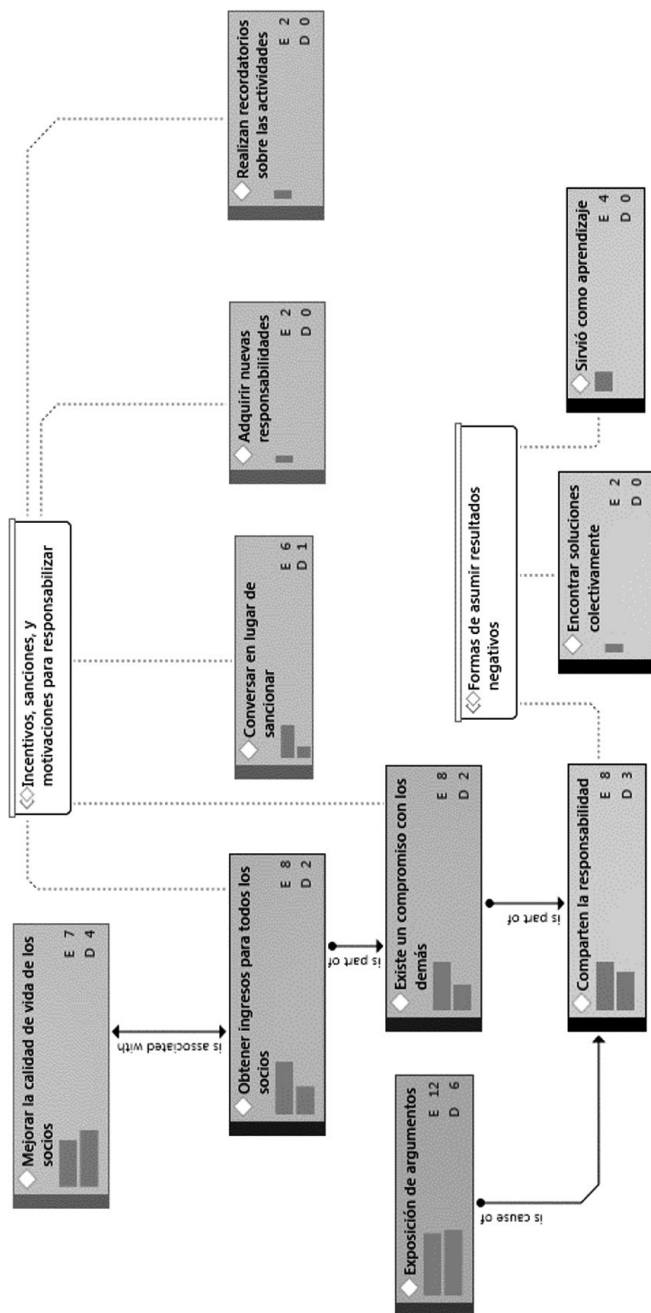 Mejorar la calidad de vida de los
socios
E 7
D 4
is associated with
Incentivos, sanciones, y
motivaciones para responsabilizar
Obtener ingresos para todos los
socios
E 8
D 2
Conversar en lugar de
sancionar
E 6
D 1
Adquirir nuevas
responsabilidades
E 2
D 0
Realizan recordatorios
sobre las actividades
E 2
D 0
is part of
Exposición de argumentos
E 12
D 6
Existe un compromiso con los
demás
E 8
D 2
is cause of
is part of
Formas de asumir resultados
negativos
Comparten la responsabilidad
E 8
D 3
Encontrar soluciones
colectivamente
E 2
D 0
Sirvió como aprendizaje
E 4
D 0